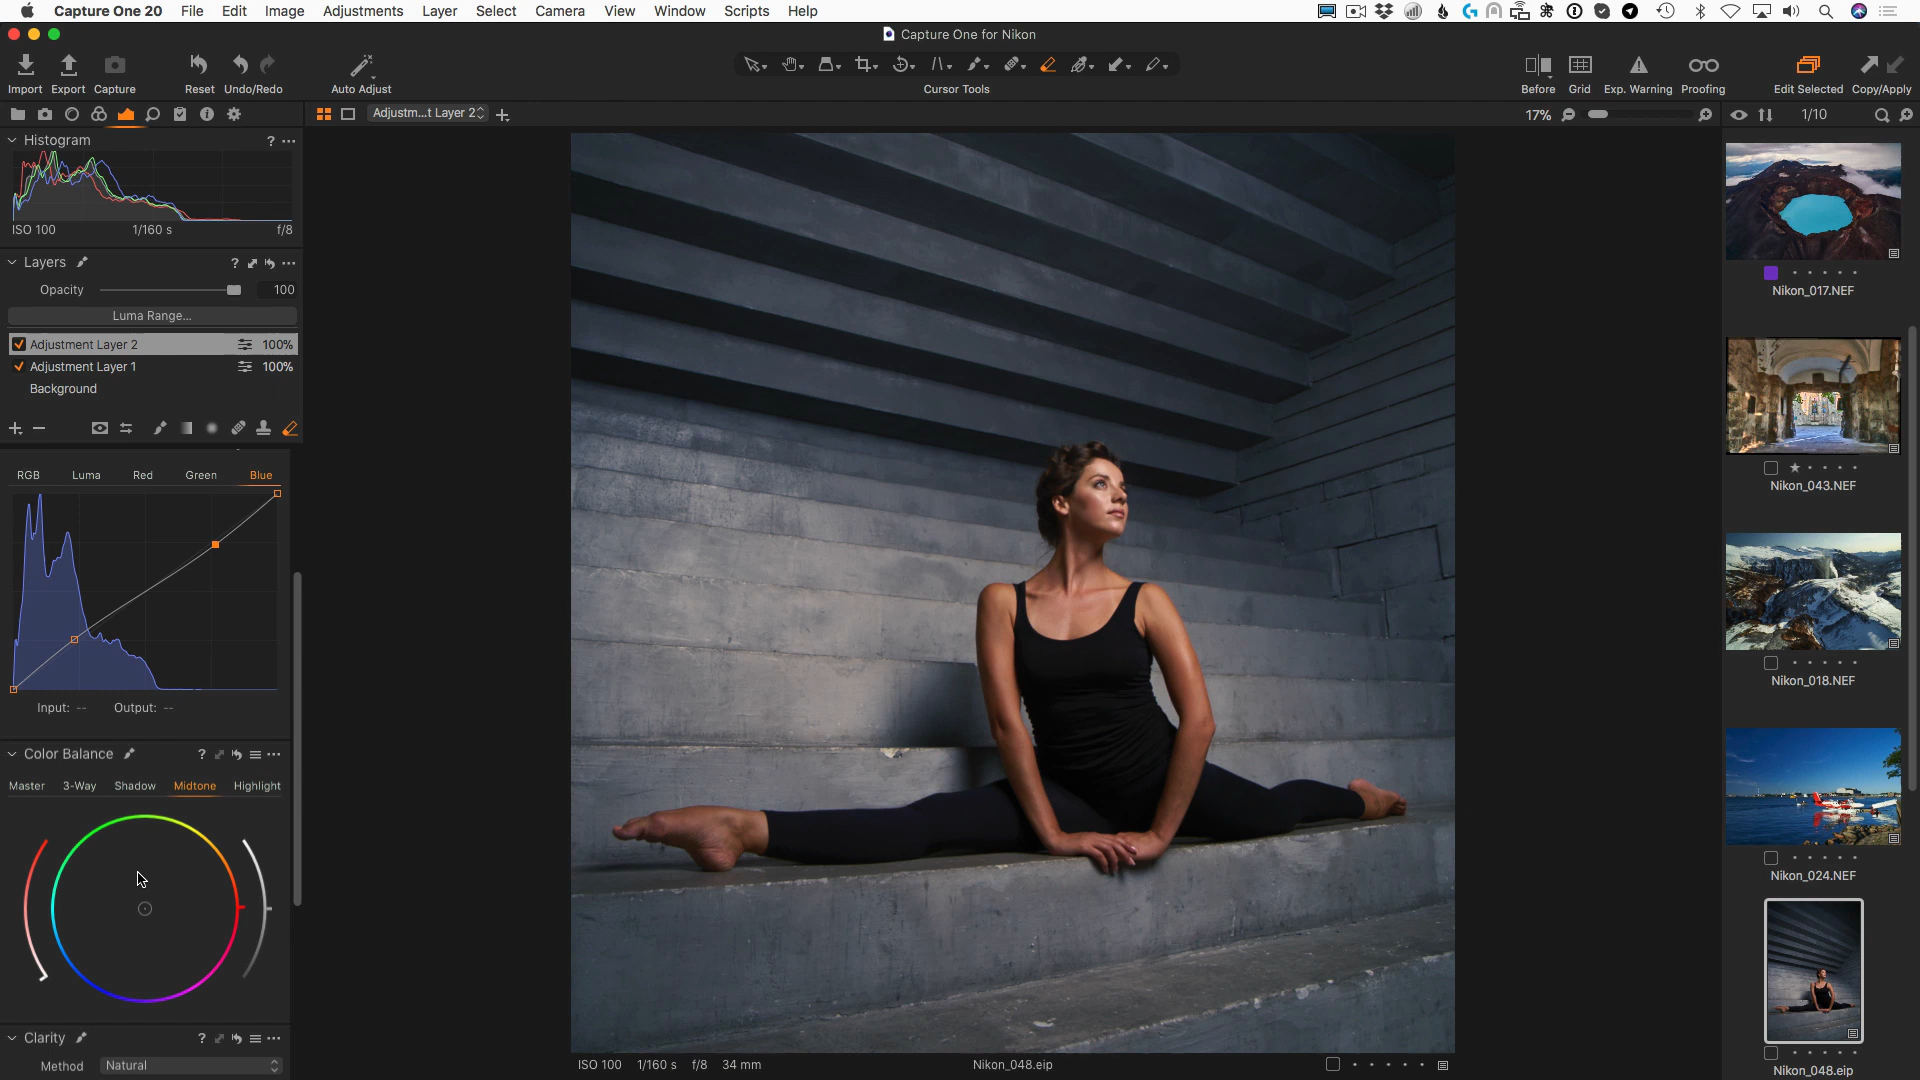 Capture One 20 File Edit Image Adjustments Layer Select Camera View Window Scripts Help
Capture One for Nikon
Import Export Capture Reset Undo/Redo Auto Adjust Cursor Tools Before Grid Exp. Warning Proofing Edit Selected Copy/Apply
Adjustm...t Layer 2 17% 1/10
Histogram ?
ISO 100 1/160 s f/8
Layers ?
Opacity 100
Luma Range...
Adjustment Layer 2 100%
Adjustment Layer 1 100%
Background
RGB Luma Red Green Blue
Input: -- Output: --
Color Balance ?
Master 3-Way Shadow Midtone Highlight
Clarity ?
Method Natural
ISO 100 1/160 s f/8 34 mm Nikon_048.eip
Nikon_017.NEF
Nikon_043.NEF
Nikon_018.NEF
Nikon_024.NEF
Nikon_048.eip